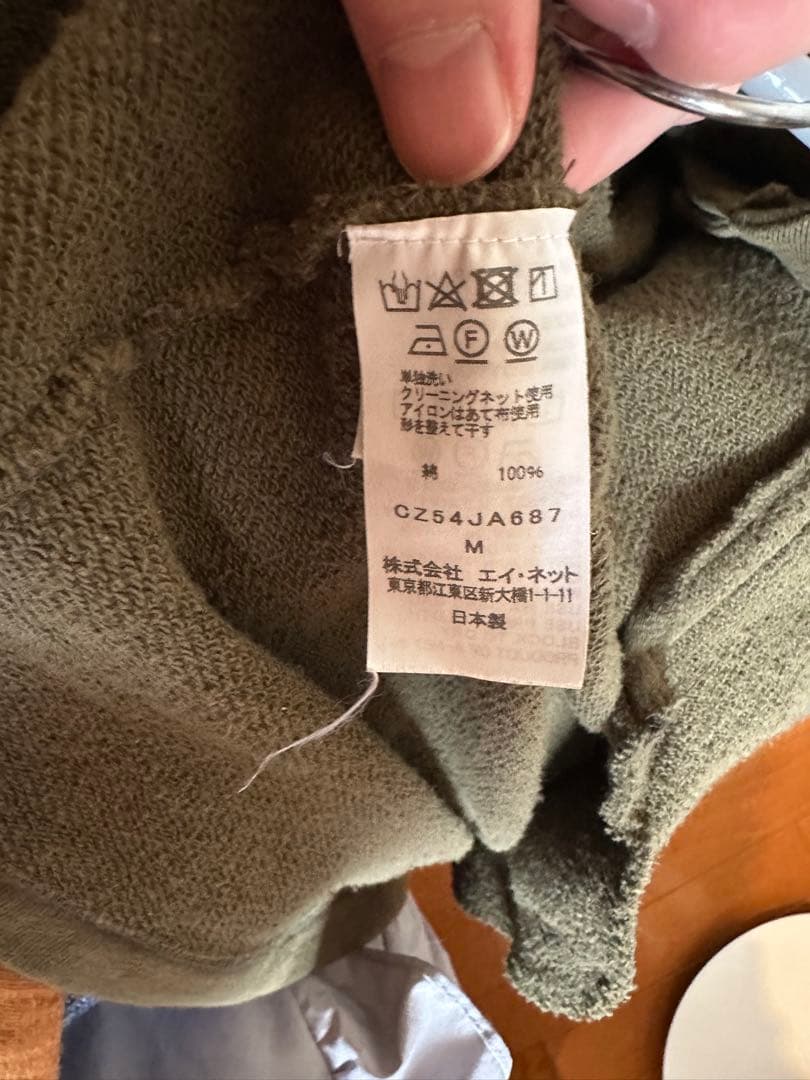 F W
単独洗い
クリーニングネット使用
アイロンはあて布使用
形を整えて干す
綿 100%
CZ54JA687
M
株式会社 エイ・ネット
東京都江東区新大橋1-1-11
日本製